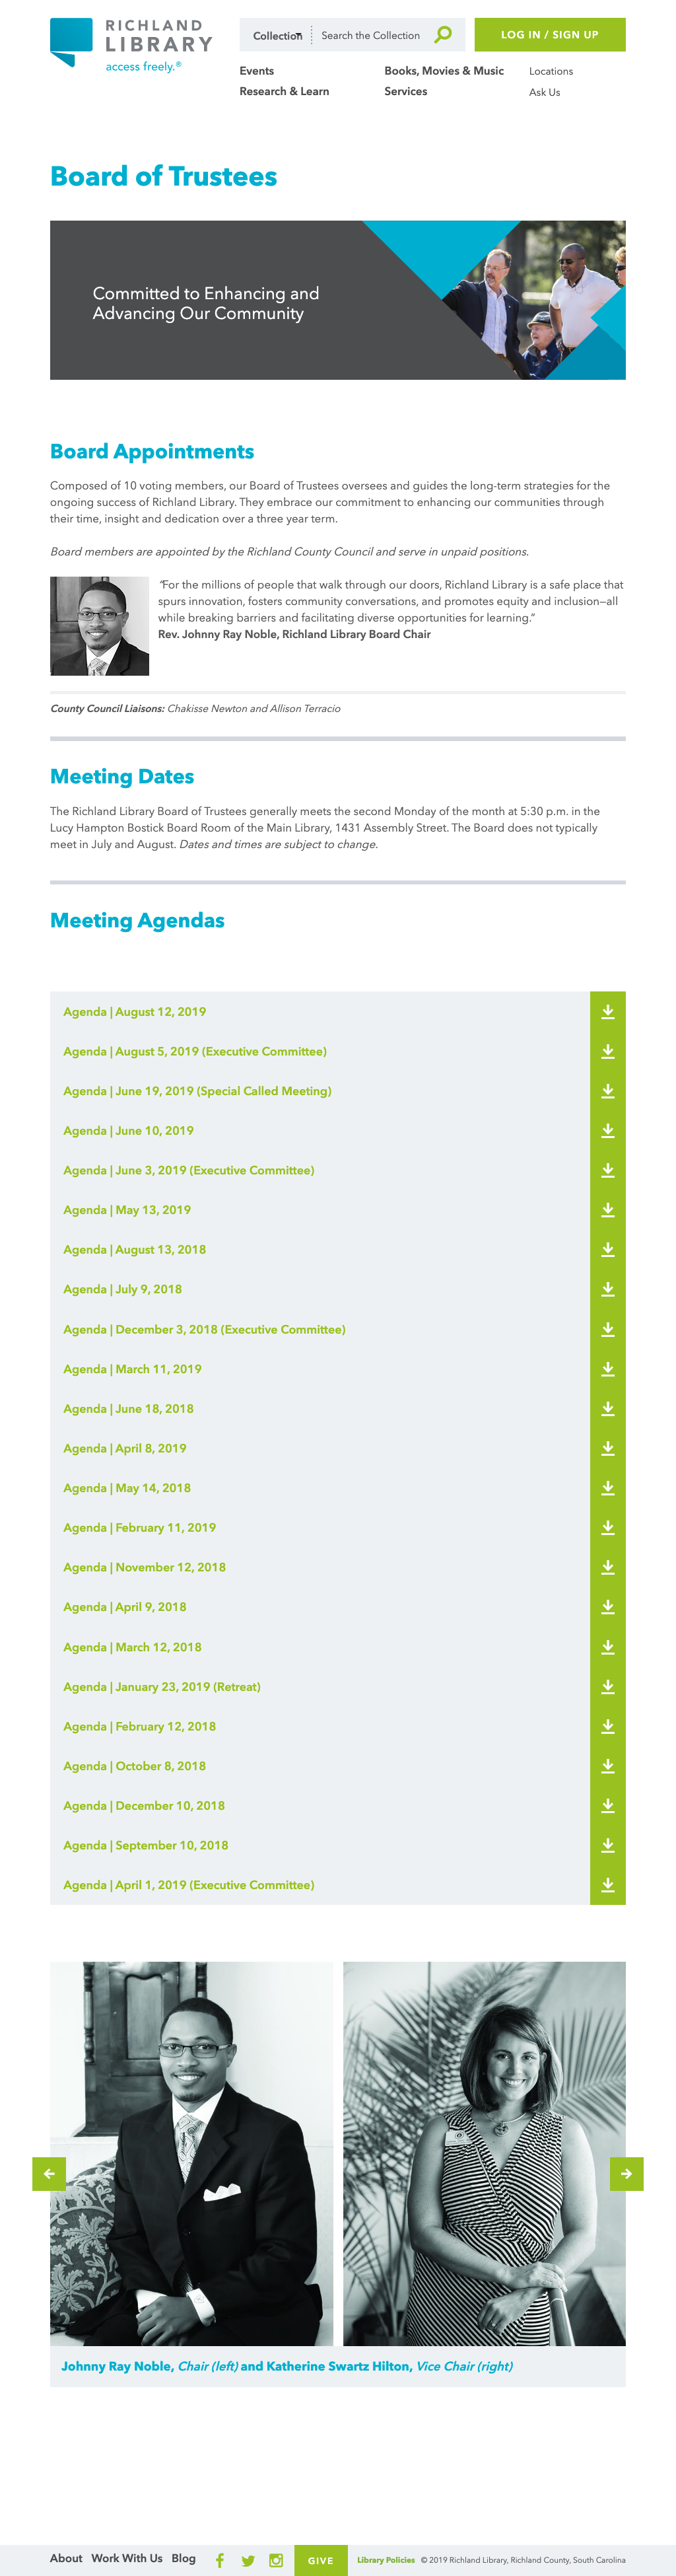 RICHLAND
LIBRARY
access freely.®
Collection
Search the Collection
LOG IN / SIGN UP
Events
Books, Movies & Music
Locations
Research & Learn
Services
Ask Us
Board of Trustees
Committed to Enhancing and
Advancing Our Community
Board Appointments
Composed of 10 voting members, our Board of Trustees oversees and guides the long-term strategies for the
ongoing success of Richland Library. They embrace our commitment to enhancing our communities through
their time, insight and dedication over a three year term.
Board members are appointed by the Richland County Council and serve in unpaid positions.
“For the millions of people that walk through our doors, Richland Library is a safe place that
spurs innovation, fosters community conversations, and promotes equity and inclusion—all
while breaking barriers and facilitating diverse opportunities for learning.”
Rev. Johnny Ray Noble, Richland Library Board Chair
County Council Liaisons: Chakisse Newton and Allison Terracio
Meeting Dates
The Richland Library Board of Trustees generally meets the second Monday of the month at 5:30 p.m. in the
Lucy Hampton Bostick Board Room of the Main Library, 1431 Assembly Street. The Board does not typically
meet in July and August. Dates and times are subject to change.
Meeting Agendas
Agenda | August 12, 2019
Agenda | August 5, 2019 (Executive Committee)
Agenda | June 19, 2019 (Special Called Meeting)
Agenda | June 10, 2019
Agenda | June 3, 2019 (Executive Committee)
Agenda | May 13, 2019
Agenda | August 13, 2018
Agenda | July 9, 2018
Agenda | December 3, 2018 (Executive Committee)
Agenda | March 11, 2019
Agenda | June 18, 2018
Agenda | April 8, 2019
Agenda | May 14, 2018
Agenda | February 11, 2019
Agenda | November 12, 2018
Agenda | April 9, 2018
Agenda | March 12, 2018
Agenda | January 23, 2019 (Retreat)
Agenda | February 12, 2018
Agenda | October 8, 2018
Agenda | December 10, 2018
Agenda | September 10, 2018
Agenda | April 1, 2019 (Executive Committee)
Johnny Ray Noble, Chair (left) and Katherine Swartz Hilton, Vice Chair (right)
About
Work With Us
Blog
GIVE
Library Policies
© 2019 Richland Library, Richland County, South Carolina